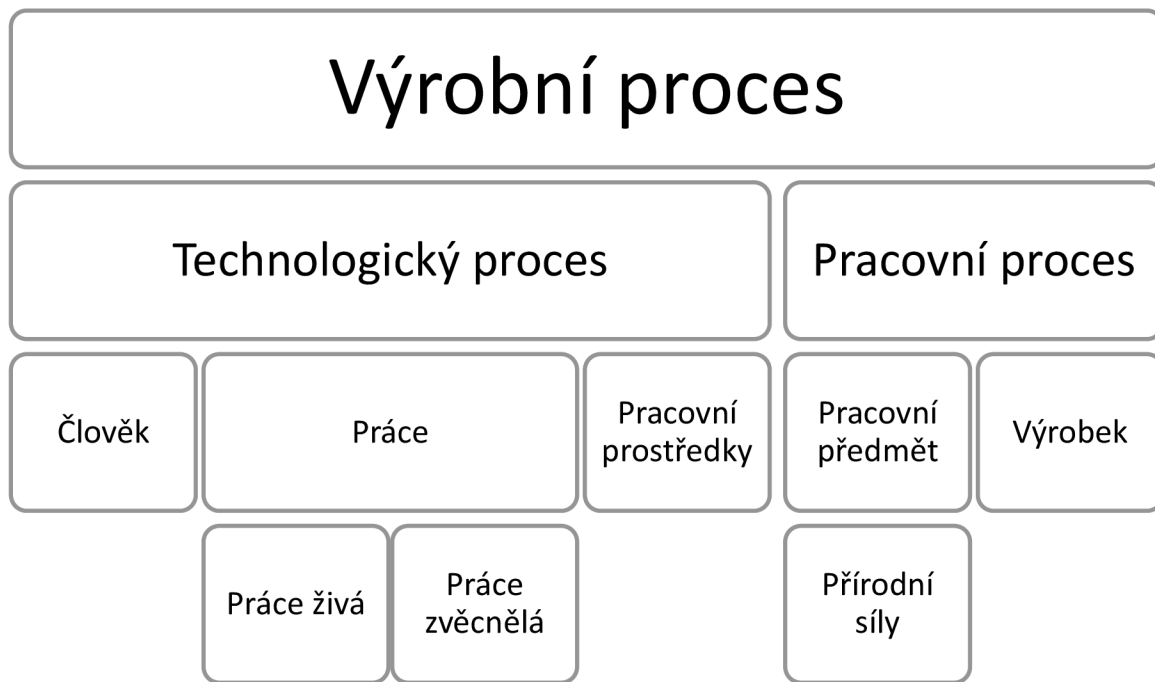 Výrobní proces
Technologický proces
Pracovní proces
Člověk
Práce
Pracovní
prostředky
Pracovní
předmět
Výrobek
Práce živá
Práce
zvěcnělá
Přírodní
síly